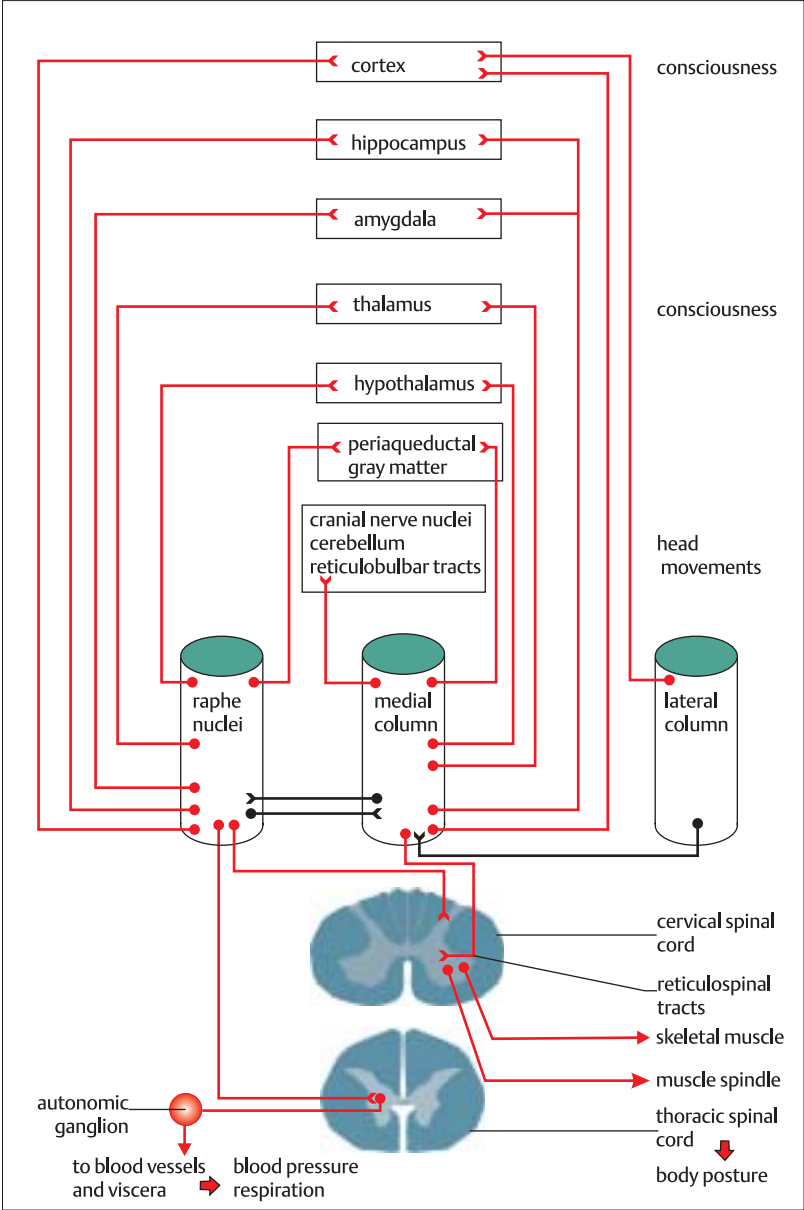 cortex
consciousness
hippocampus
amygdala
thalamus
consciousness
hypothalamus
periaqueductal
gray matter
cranial nerve nuclei
cerebellum
reticulobulbar tracts
head
movements
raphe
nuclei
medial
column
lateral
column
cervical spinal
cord
reticulospinal
tracts
skeletal muscle
muscle spindle
autonomic
ganglion
thoracic spinal
cord
to blood vessels
and viscera
blood pressure
respiration
body posture